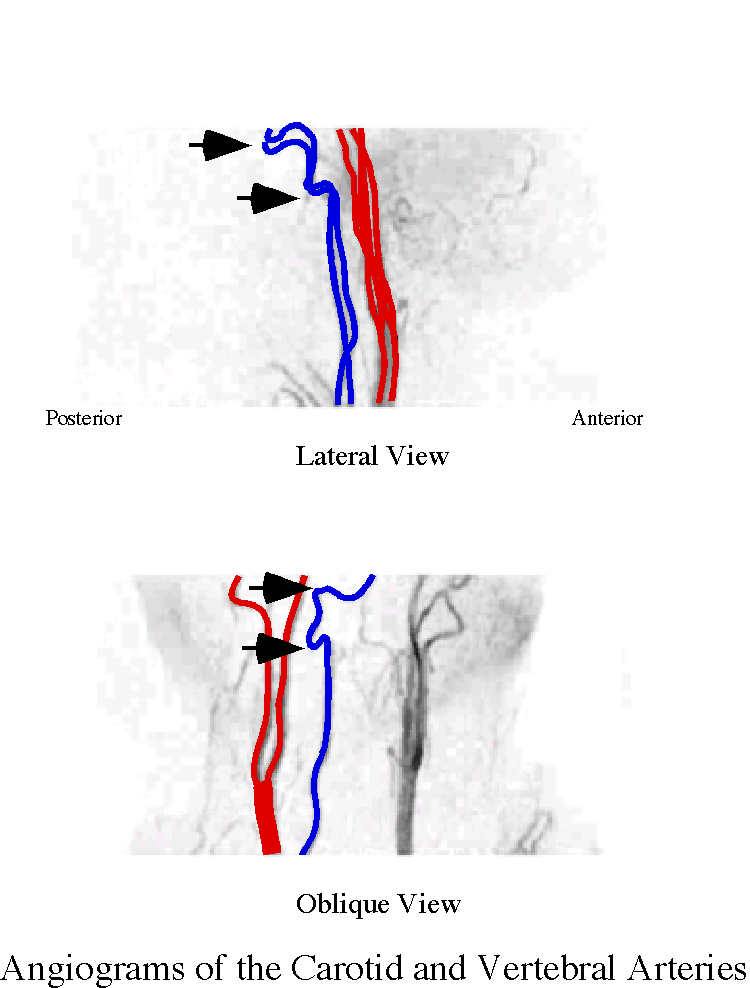 Posterior
Anterior
Lateral View
Oblique View
Angiograms of the Carotid and Vertebral Arteries